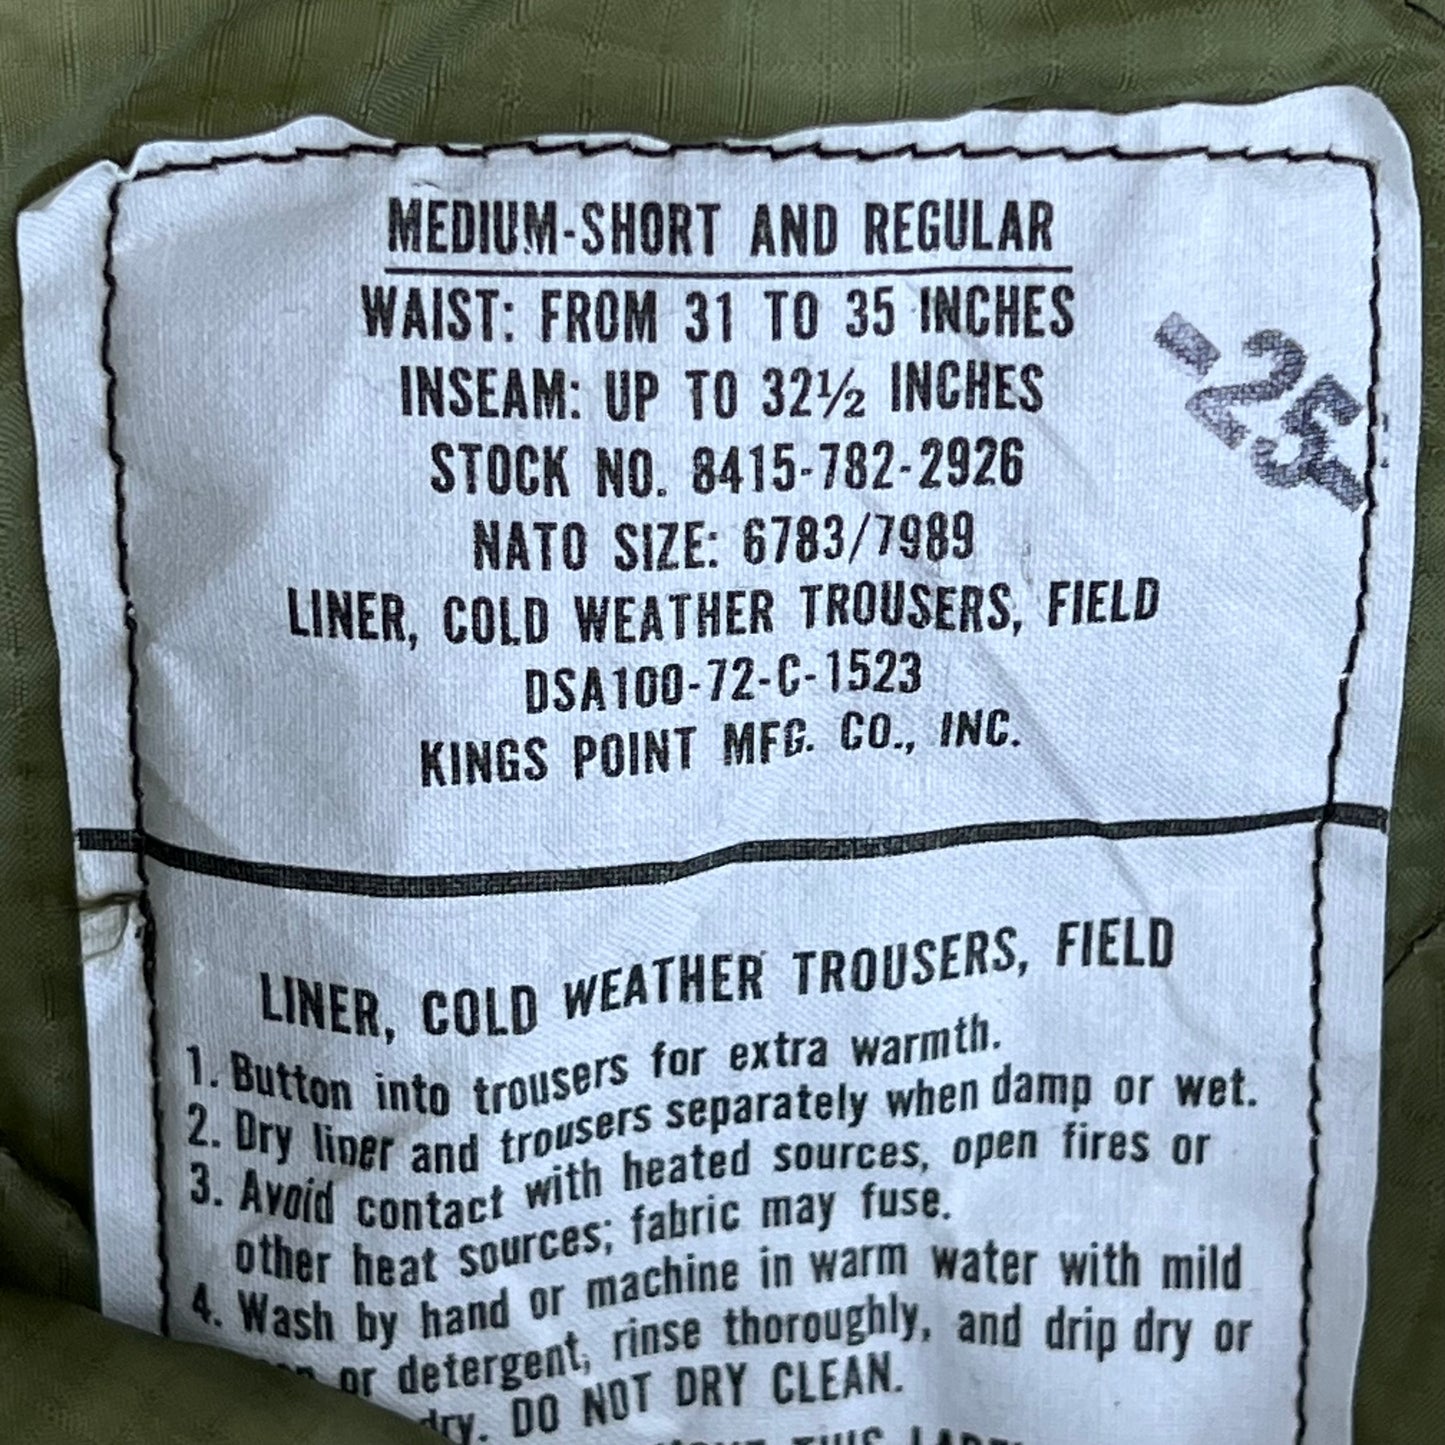 MEDIUM-SHORT AND REGULAR
WAIST: FROM 31 TO 35 INCHES
INSEAM: UP TO 32½ INCHES
STOCK NO. 8415-782-2926
NATO SIZE: 6783/7989
LINER, COLD WEATHER TROUSERS, FIELD
DSA100-72-C-1523
KINGS POINT MFG. CO., INC.
-25-
LINER, COLD WEATHER TROUSERS, FIELD
1. Button into trousers for extra warmth.
2. Dry liner and trousers separately when damp or wet.
3. Avoid contact with heated sources, open fires or
other heat sources; fabric may fuse.
4. Wash by hand or machine in warm water with mild
or detergent, rinse thoroughly, and drip dry or
dry. DO NOT DRY CLEAN.
THIS